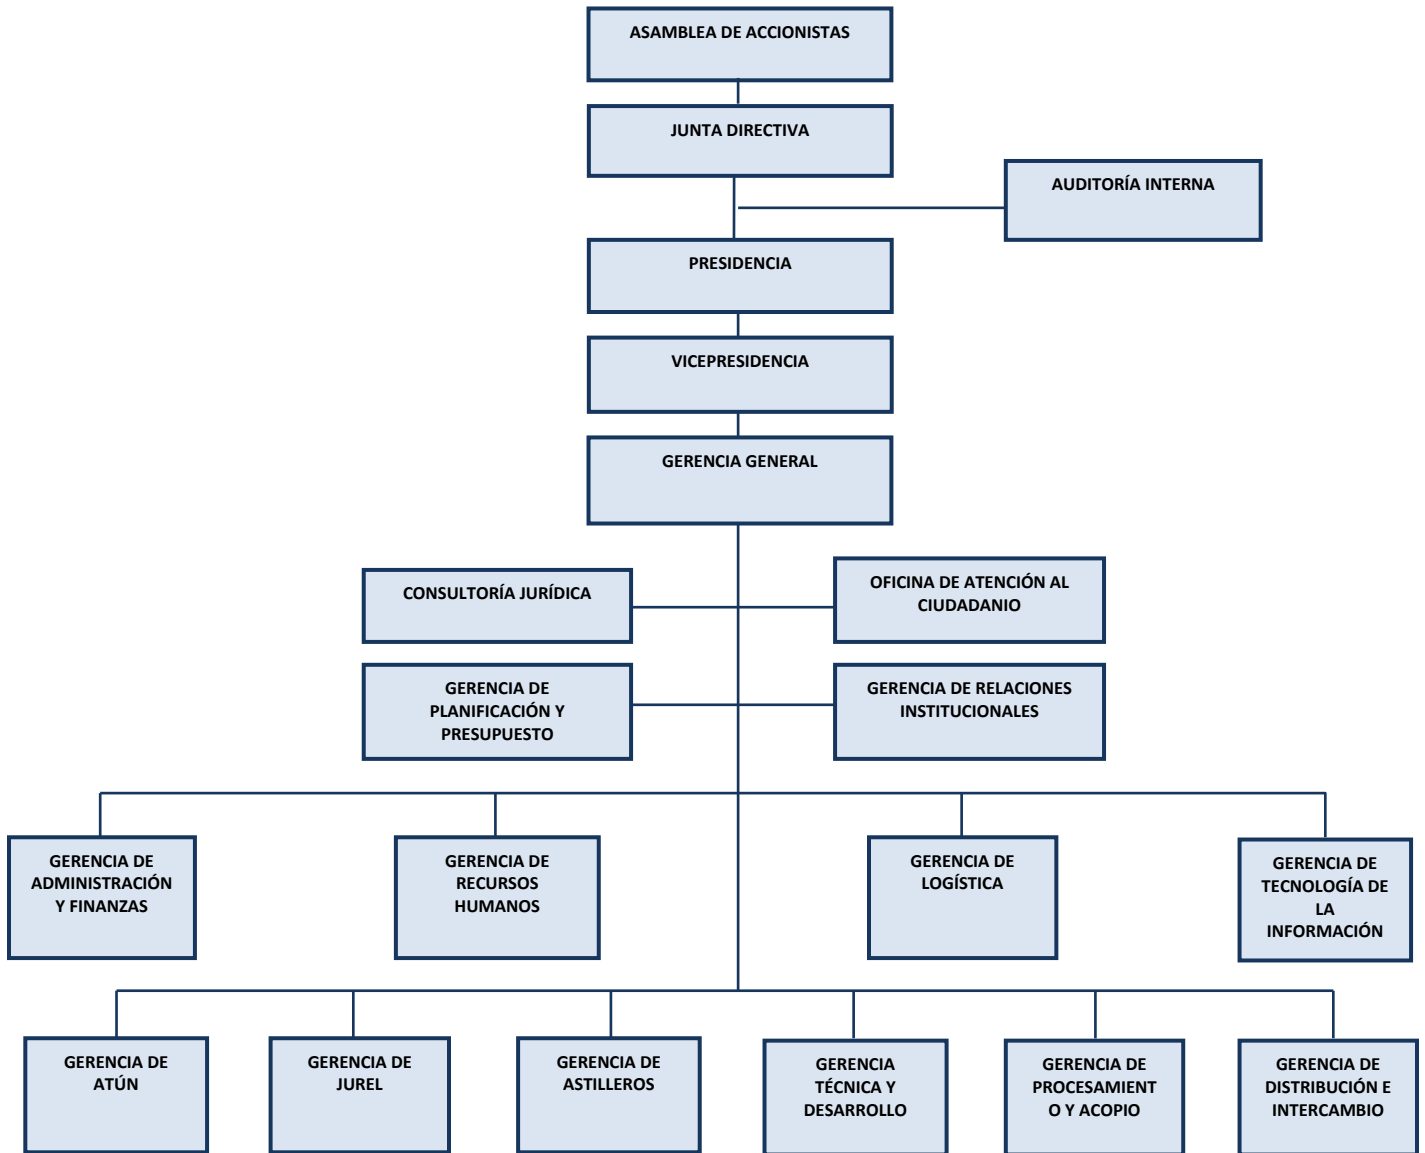 ASAMBLEA DE ACCIONISTAS
JUNTA DIRECTIVA
AUDITORÍA INTERNA
PRESIDENCIA
VICEPRESIDENCIA
GERENCIA GENERAL
CONSULTORÍA JURÍDICA
OFICINA DE ATENCIÓN AL
CIUDADANIO
GERENCIA DE
PLANIFICACIÓN Y
PRESUPUESTO
GERENCIA DE RELACIONES
INSTITUCIONALES
GERENCIA DE
ADMINISTRACIÓN
Y FINANZAS
GERENCIA DE
RECURSOS
HUMANOS
GERENCIA DE
LOGÍSTICA
GERENCIA DE
TECNOLOGÍA DE
LA
INFORMACIÓN
GERENCIA DE
ATÚN
GERENCIA DE
JUREL
GERENCIA DE
ASTILLEROS
GERENCIA
TÉCNICA Y
DESARROLLO
GERENCIA DE
PROCESAMIENT
O Y ACOPIO
GERENCIA DE
DISTRIBUCIÓN E
INTERCAMBIO